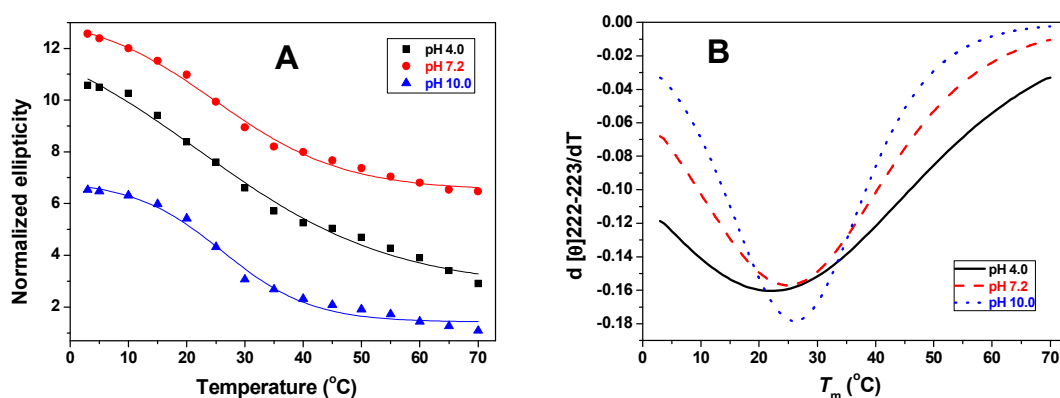 A
pH 4.0
pH 7.2
pH 10.0
Normalized ellipticity
12
10
8
6
4
2
0 10 20 30 40 50 60 70
Temperature (°C)
B
d [θ]222-223/dT
0.00
-0.02
-0.04
-0.06
-0.08
-0.10
-0.12
-0.14
-0.16
-0.18
pH 4.0
pH 7.2
pH 10.0
0 10 20 30 40 50 60 70
Tm (°C)